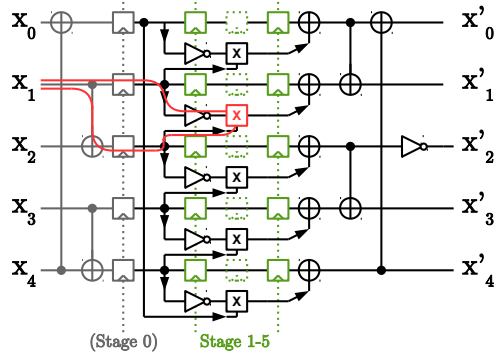 x₀ x'₀
x
x₁ x'₁
x
x₂ x'₂
x
x₃ x'₃
x
x₄ x'₄
x
(Stage 0) Stage 1-5